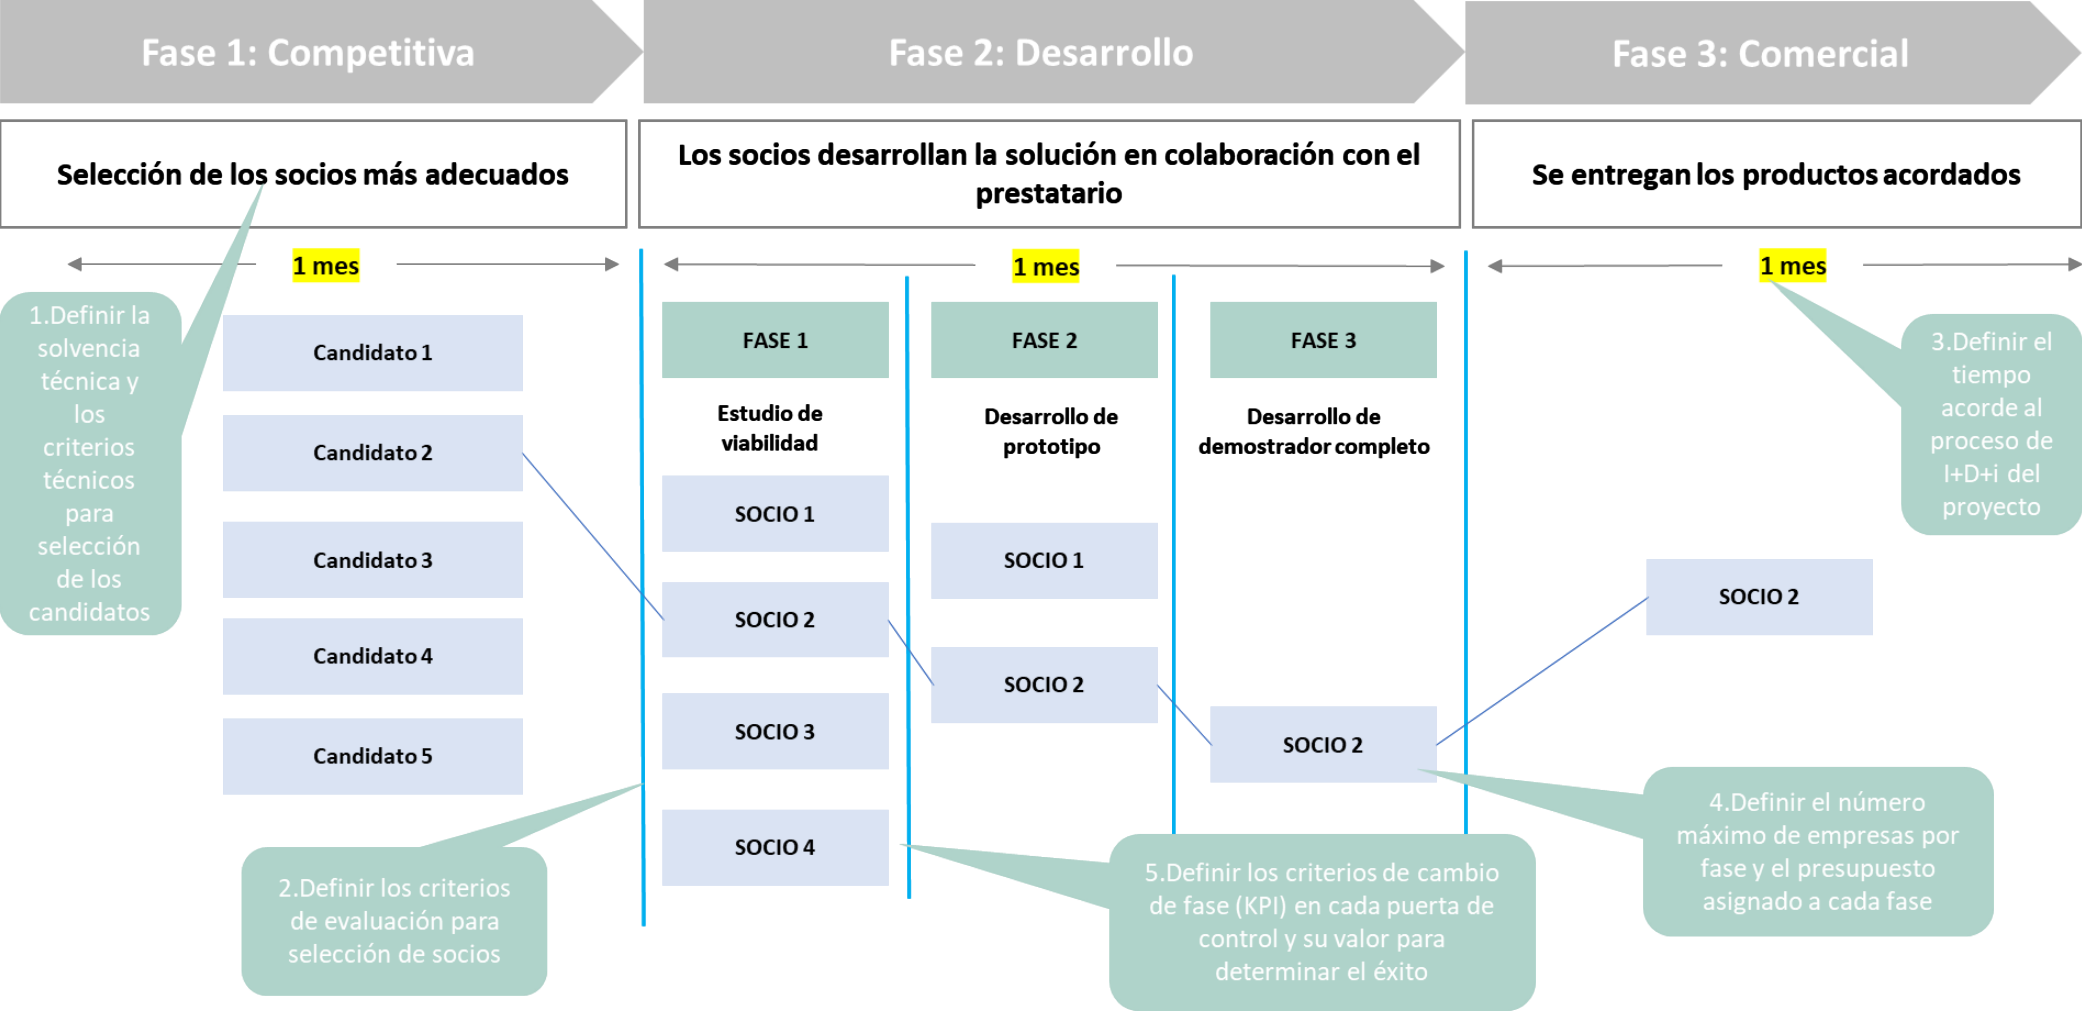 Fase 1: Competitiva
Fase 2: Desarrollo
Fase 3: Comercial
Selección de los socios más adecuados
Los socios desarrollan la solución en colaboración con el
prestatario
Se entregan los productos acordados
1 mes
1 mes
1 mes
1.Definir la
solvencia
técnica y
los
criterios
técnicos
para
selección
de los
candidatos
Candidato 1
Candidato 2
Candidato 3
Candidato 4
Candidato 5
2.Definir los criterios
de evaluación para
selección de socios
FASE 1
Estudio de
viabilidad
SOCIO 1
SOCIO 2
SOCIO 3
SOCIO 4
FASE 2
Desarrollo de
prototipo
SOCIO 1
SOCIO 2
FASE 3
Desarrollo de
demostrador completo
SOCIO 2
5.Definir los criterios de cambio
de fase (KPI) en cada puerta de
control y su valor para
determinar el éxito
3.Definir el
tiempo
acorde al
proceso de
I+D+i del
proyecto
SOCIO 2
4.Definir el número
máximo de empresas por
fase y el presupuesto
asignado a cada fase